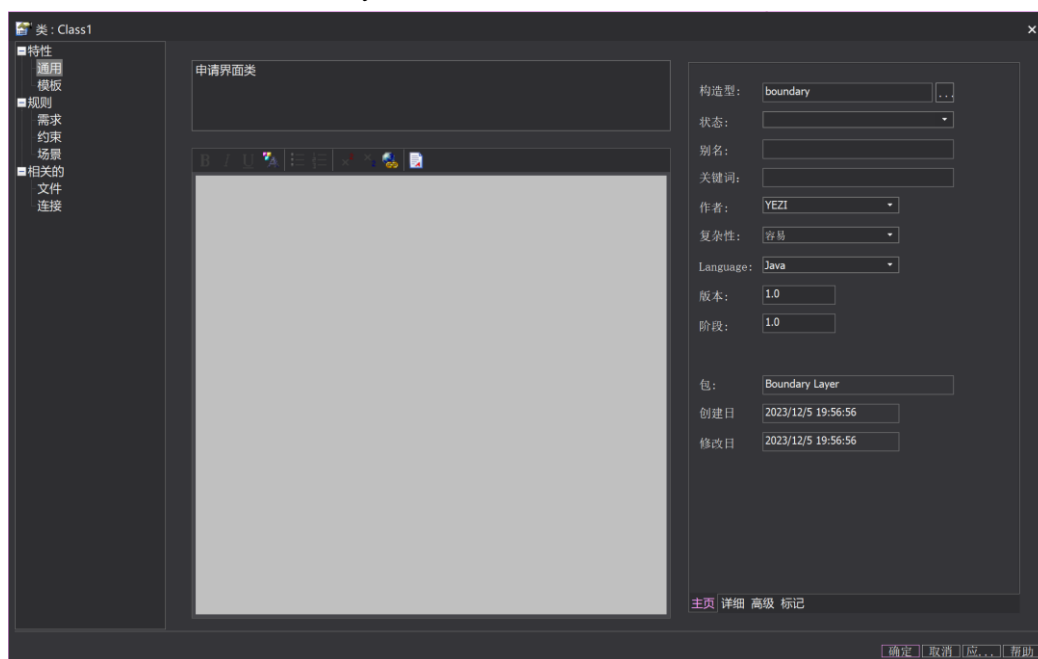 类 : Class1
特性
通用
模板
规则
需求
约束
场景
相关的
文件
连接
申请界面类
B I U
构造型: boundary ...
状态:
别名:
关键词:
作者: YEZI
复杂性: 容易
Language: Java
版本: 1.0
阶段: 1.0
包: Boundary Layer
创建日 2023/12/5 19:56:56
修改日 2023/12/5 19:56:56
主页 详细 高级 标记
确定 取消 应... 帮助